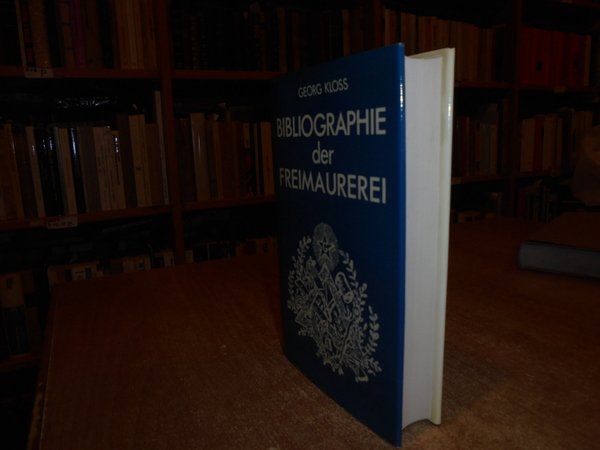 GEORG KLOSS
BIBLIOGRAPHIE
der
FREIMAUREREI